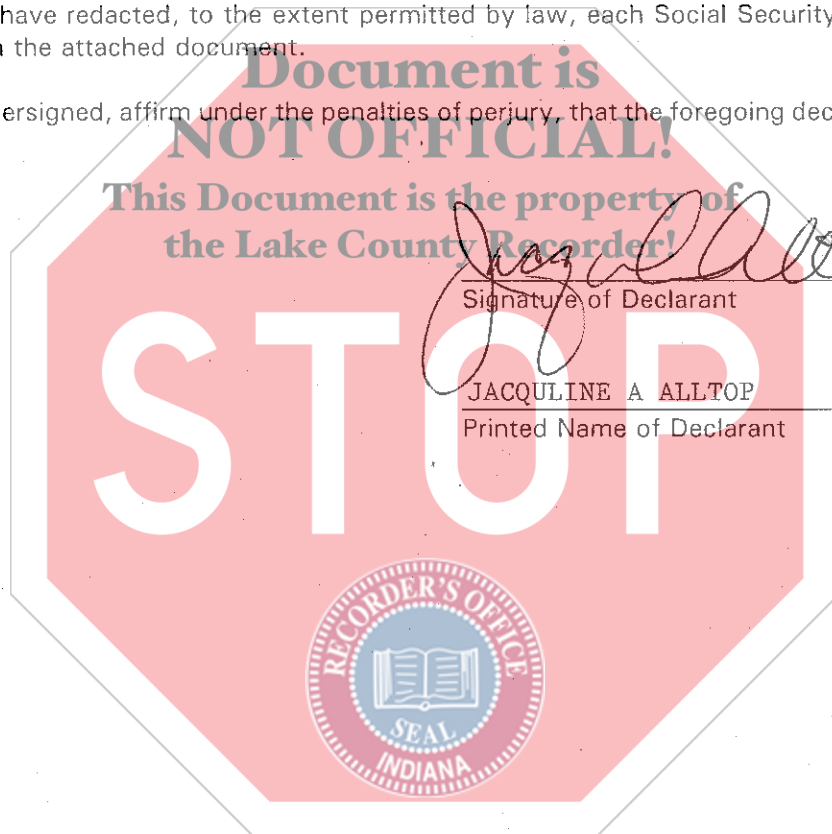 have redacted, to the extent permitted by law, each Social Security
the attached document.
Document is
ersigned, affirm under the penalties of perjury, that the foregoing dec
NOT OFFICIAL!
This Document is the property of
the Lake County Recorder!
Signature of Declarant
JACQULINE A ALLTOP
Printed Name of Declarant
STOP
RECORDER'S OFFICE
SEAL
INDIANA